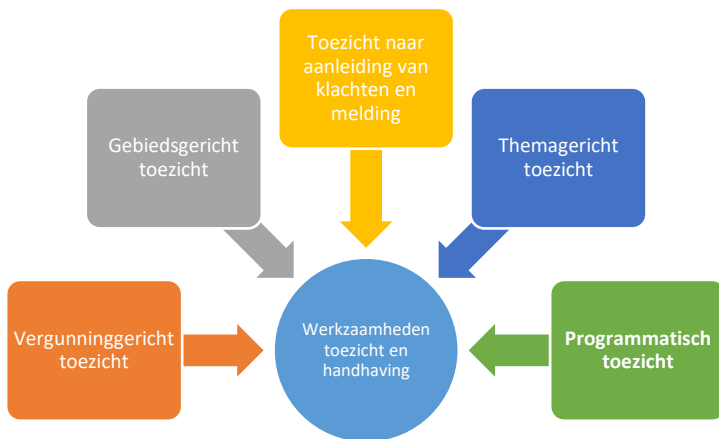 Toezicht naar
aanleiding van
klachten en
melding
Gebiedsgericht
toezicht
Themagericht
toezicht
Vergunninggericht
toezicht
Werkzaamheden
toezicht en
handhaving
Programmatisch
toezicht